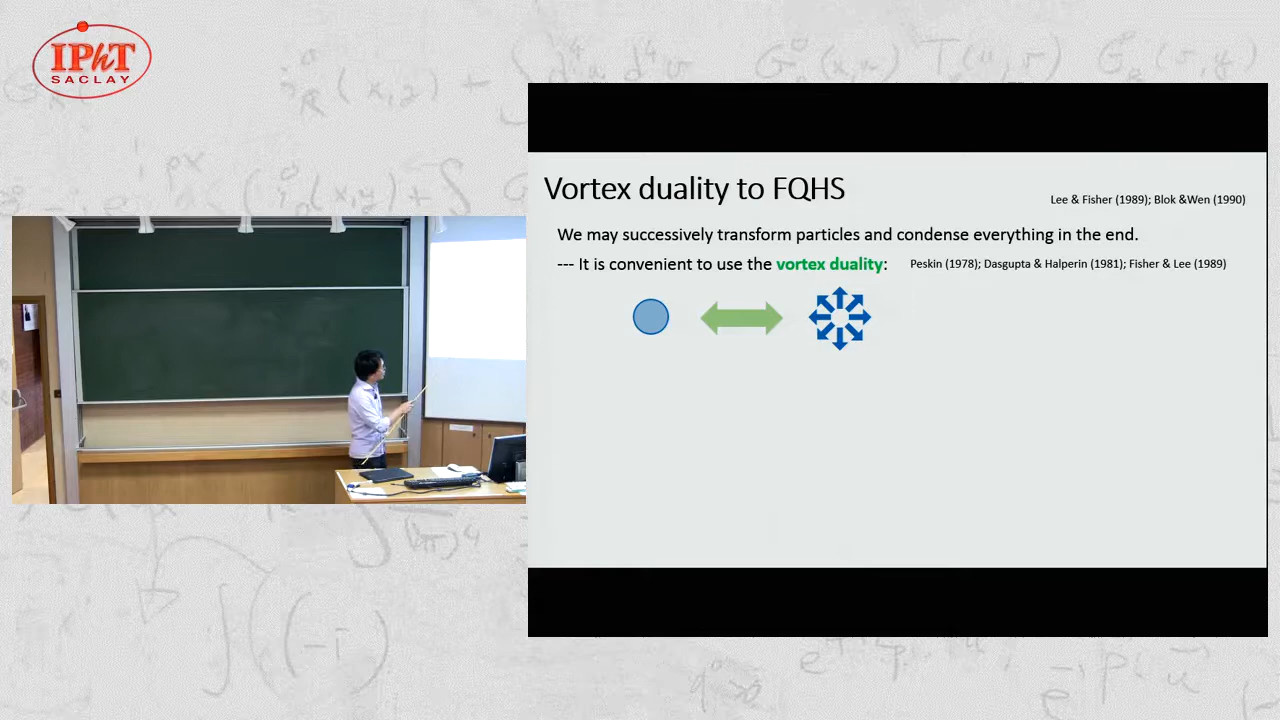 IPhT
SACLAY
Vortex duality to FQHS
Lee & Fisher (1989); Blok &Wen (1990)
We may successively transform particles and condense everything in the end.
--- It is convenient to use the vortex duality:
Peskin (1978); Dasgupta & Halperin (1981); Fisher & Lee (1989)